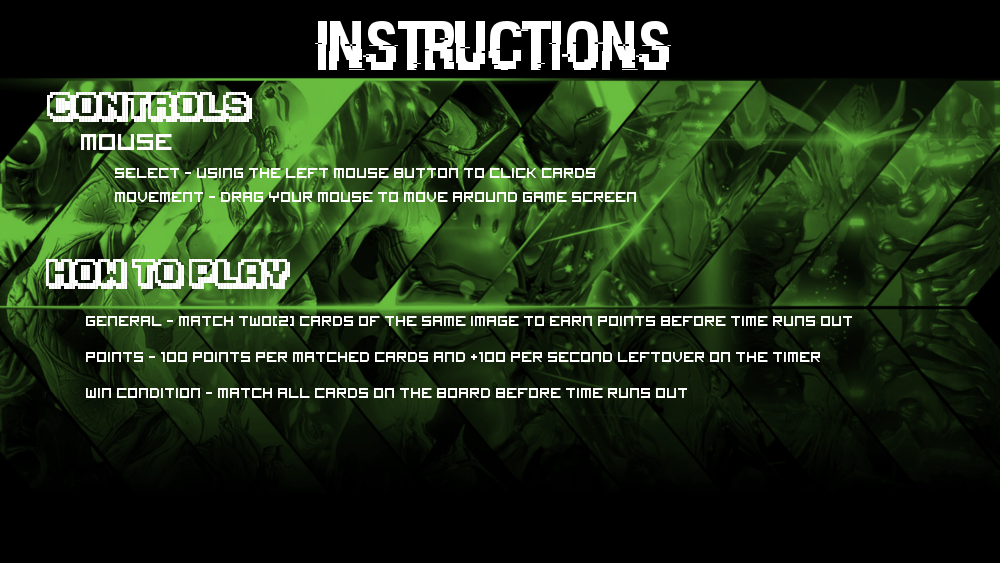 INSTRUCTIONS
CONTROLS
MOUSE
SELECT - USING THE LEFT MOUSE BUTTON TO CLICK CARDS
MOVEMENT - DRAG YOUR MOUSE TO MOVE AROUND GAME SCREEN
HOW TO PLAY
GENERAL - MATCH TWO(2) CARDS OF THE SAME IMAGE TO EARN POINTS BEFORE TIME RUNS OUT
POINTS - 100 POINTS PER MATCHED CARDS AND +100 PER SECOND LEFTOVER ON THE TIMER
WIN CONDITION - MATCH ALL CARDS ON THE BOARD BEFORE TIME RUNS OUT